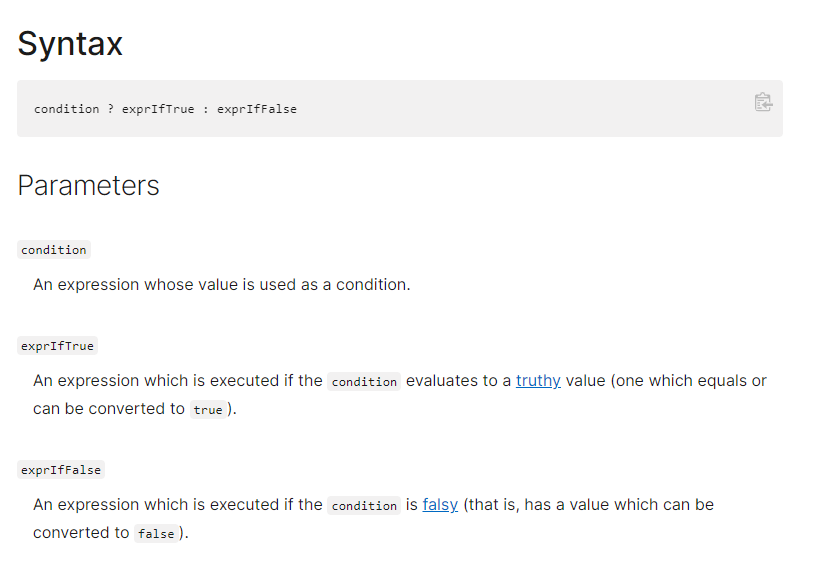 Syntax
condition ? exprIfTrue : exprIfFalse
Parameters
condition
An expression whose value is used as a condition.
exprIfTrue
An expression which is executed if the condition evaluates to a truthy value (one which equals or
can be converted to true).
exprIfFalse
An expression which is executed if the condition is falsy (that is, has a value which can be
converted to false).